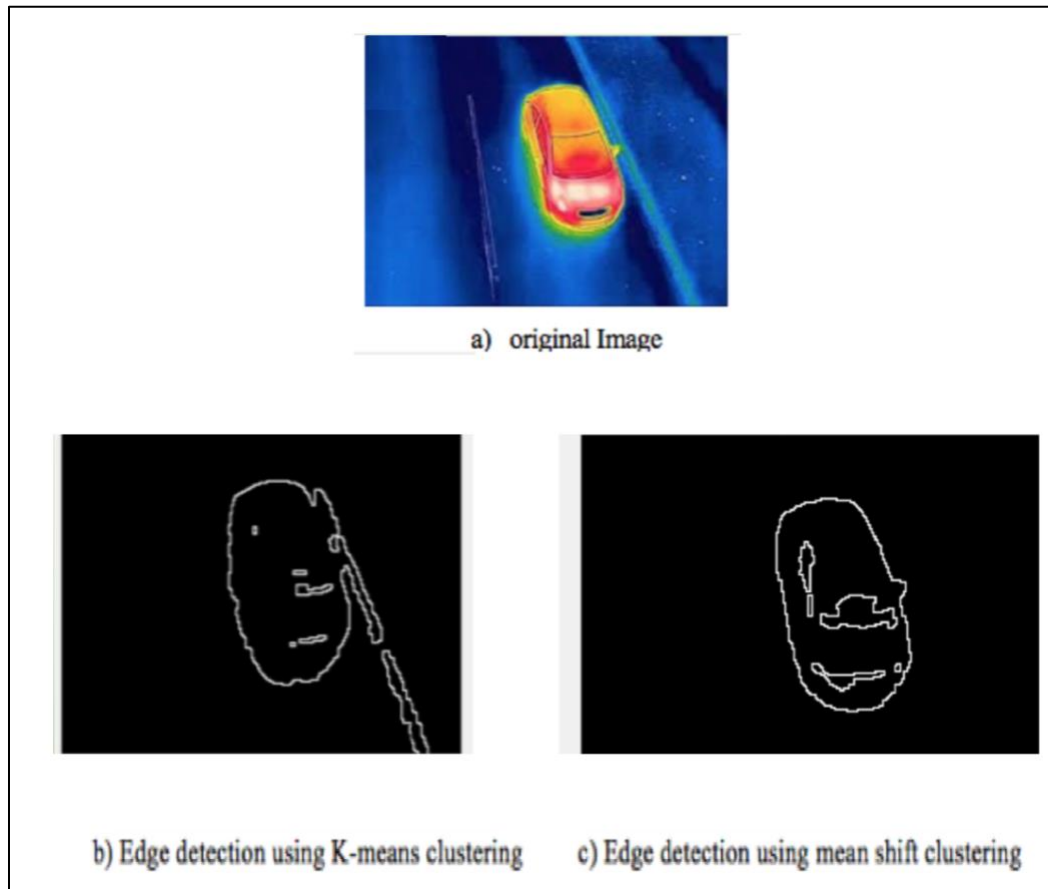 a) original Image
b) Edge detection using K-means clustering
c) Edge detection using mean shift clustering